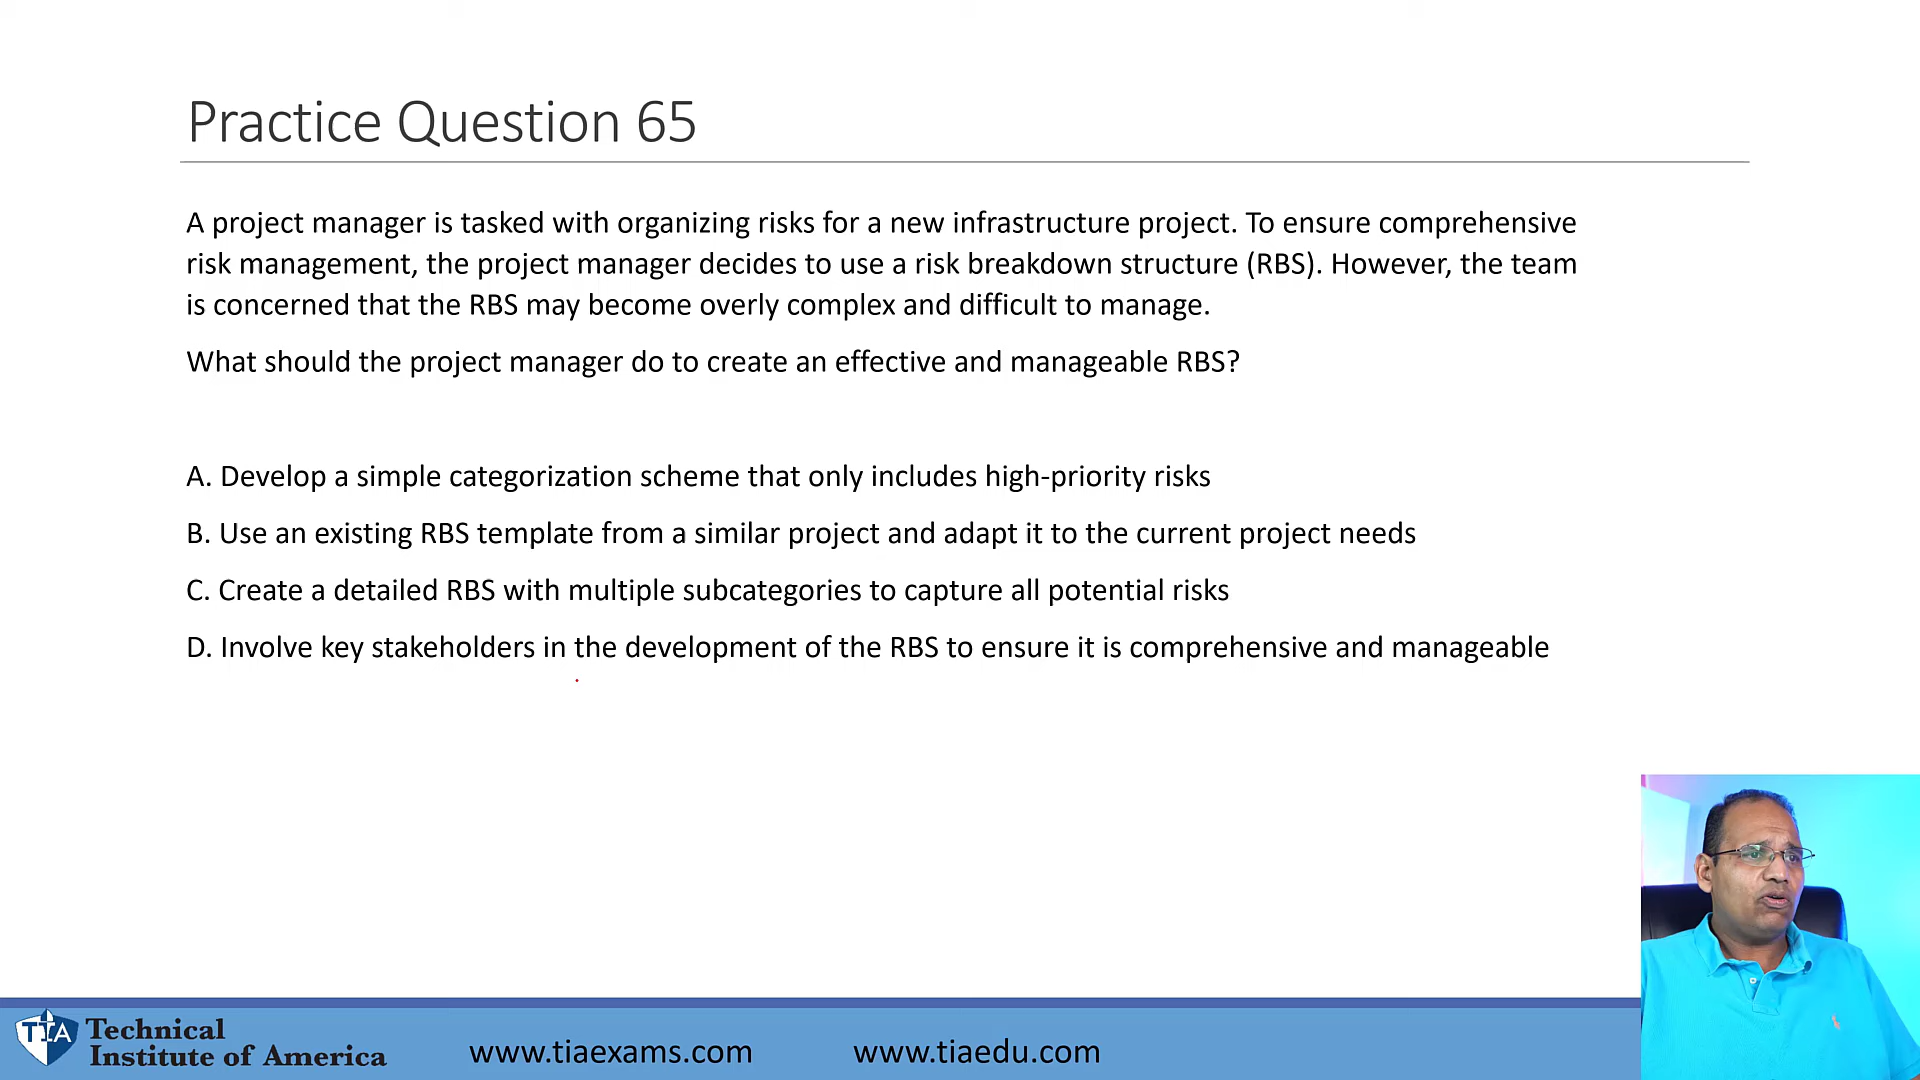 Practice Question 65
A project manager is tasked with organizing risks for a new infrastructure project. To ensure comprehensive
risk management, the project manager decides to use a risk breakdown structure (RBS). However, the team
is concerned that the RBS may become overly complex and difficult to manage.
What should the project manager do to create an effective and manageable RBS?
A. Develop a simple categorization scheme that only includes high-priority risks
B. Use an existing RBS template from a similar project and adapt it to the current project needs
C. Create a detailed RBS with multiple subcategories to capture all potential risks
D. Involve key stakeholders in the development of the RBS to ensure it is comprehensive and manageable
TIA
Technical
Institute of America
www.tiaexams.com
www.tiaedu.com